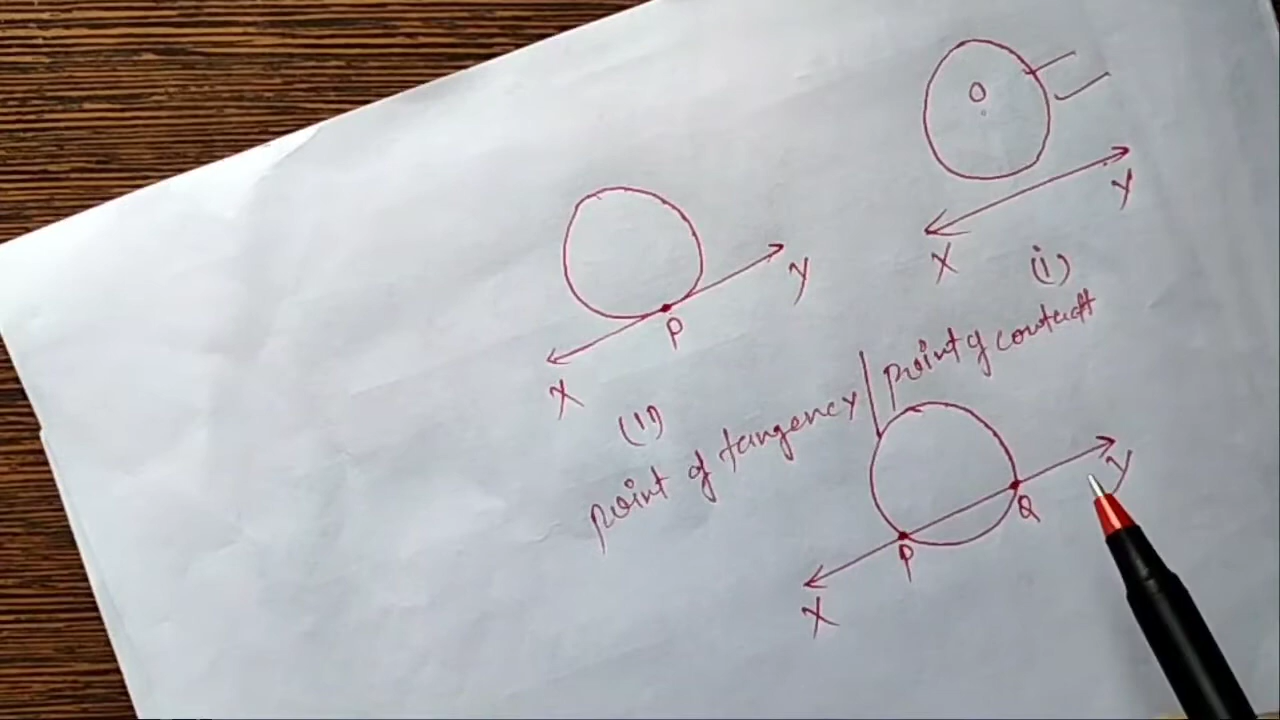 O
Y
X
(i)
Y
P
X
(ii)
point of tangency / point of contact
Y
Q
P
X